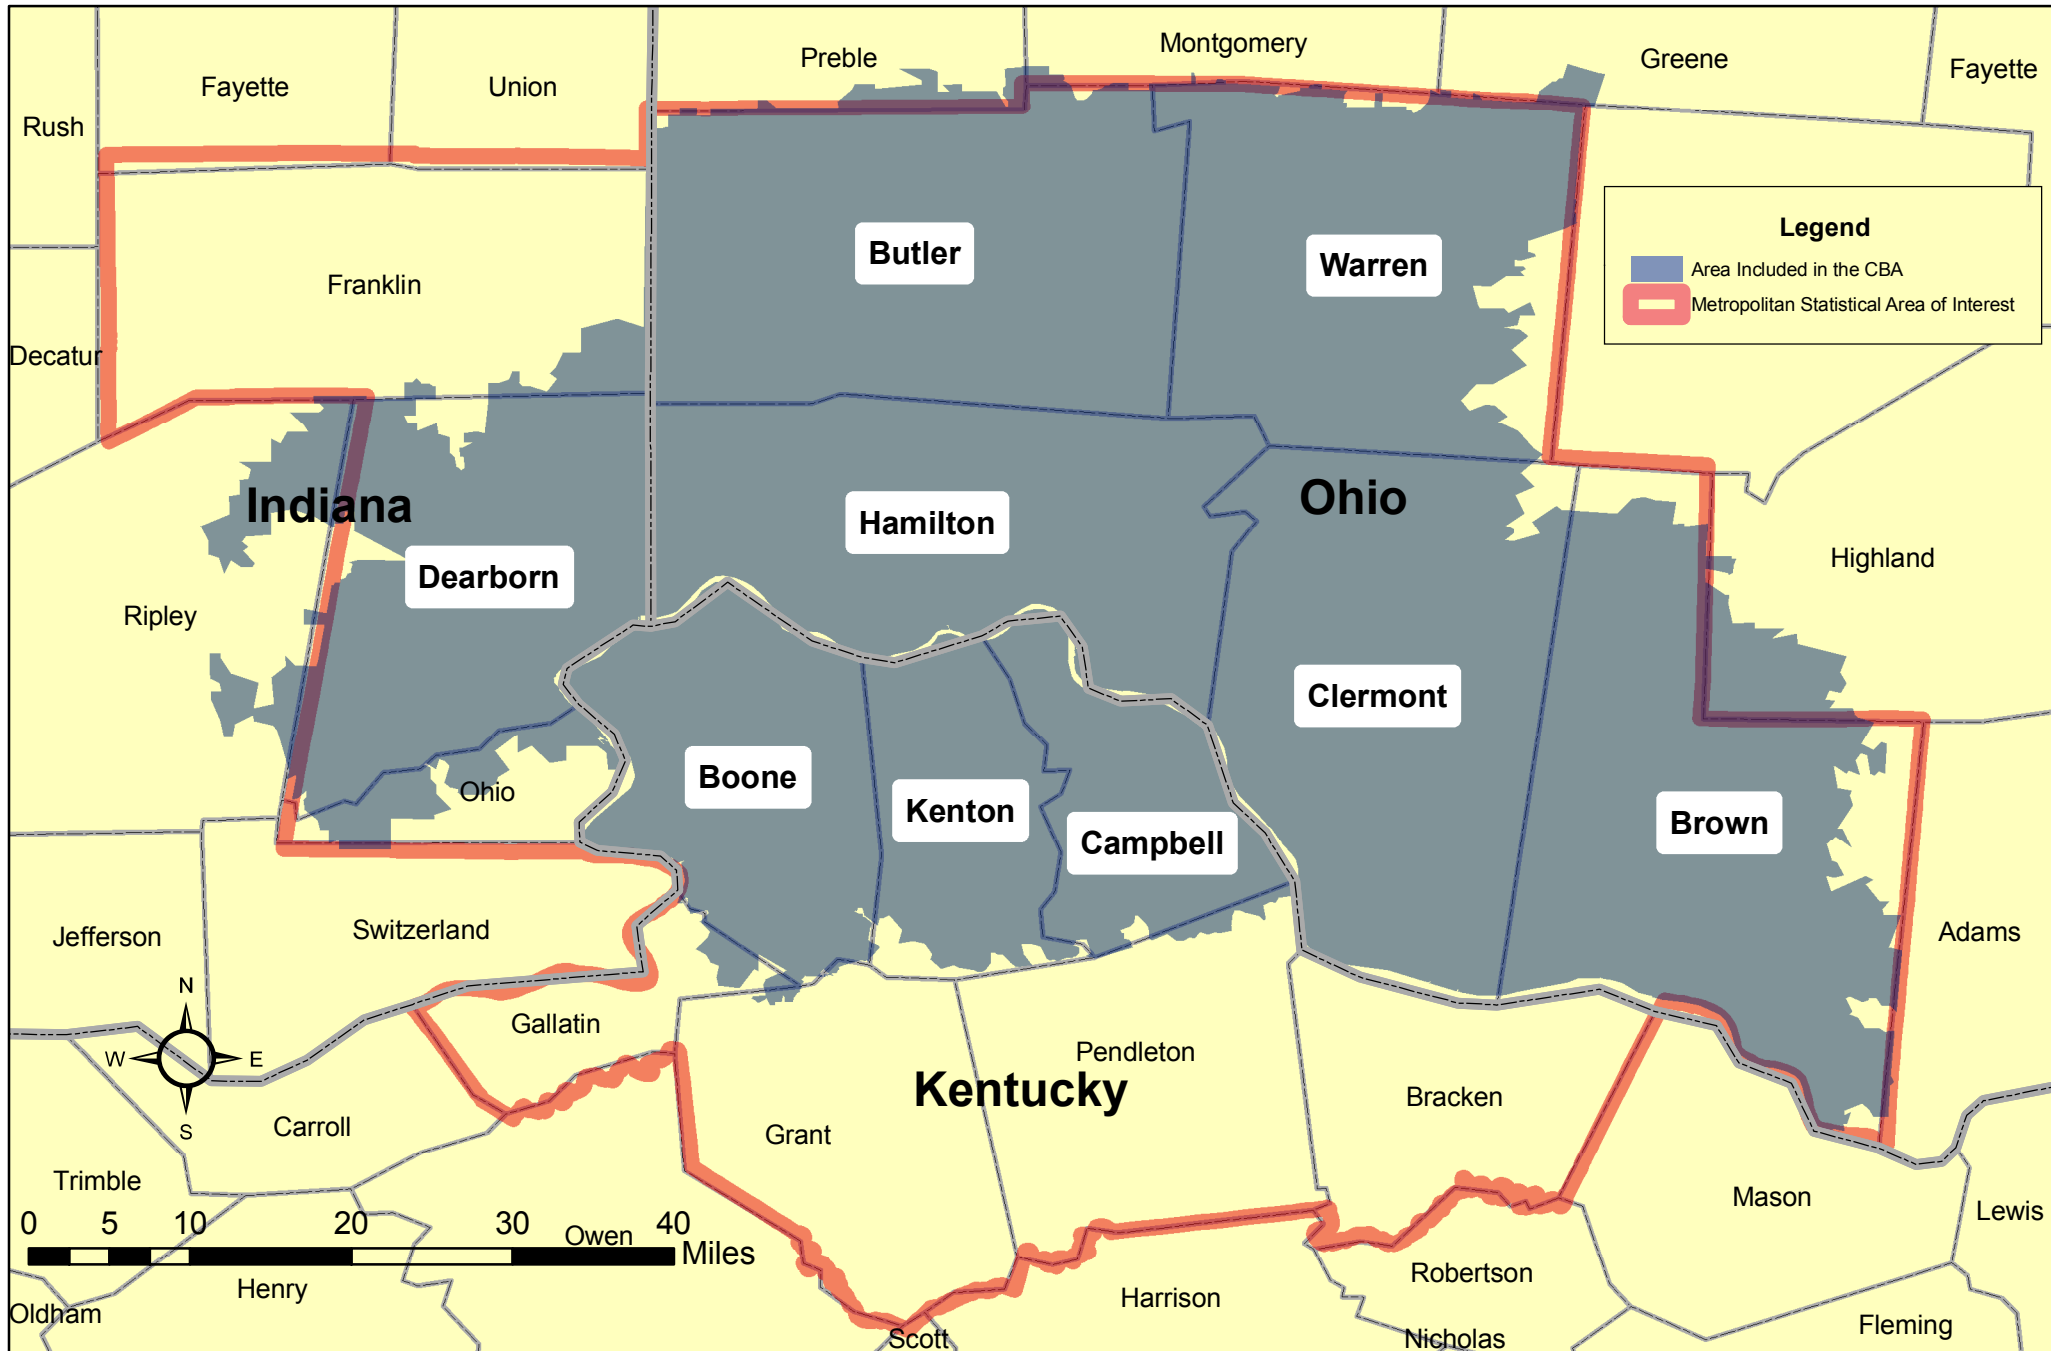 Preble
Montgomery
Greene
Fayette
Fayette
Union
Rush
Legend
Area Included in the CBA
Metropolitan Statistical Area of Interest
Butler
Warren
Franklin
Decatur
Indiana
Ohio
Hamilton
Highland
Dearborn
Ripley
Clermont
Boone
Ohio
Kenton
Brown
Campbell
Jefferson
Switzerland
Adams
N
W
E
S
Gallatin
Pendleton
Kentucky
Bracken
Carroll
Grant
Trimble
Mason
Lewis
0 5 10 20 30 40
Owen
Miles
Henry
Robertson
Harrison
Oldham
Scott
Nicholas
Fleming